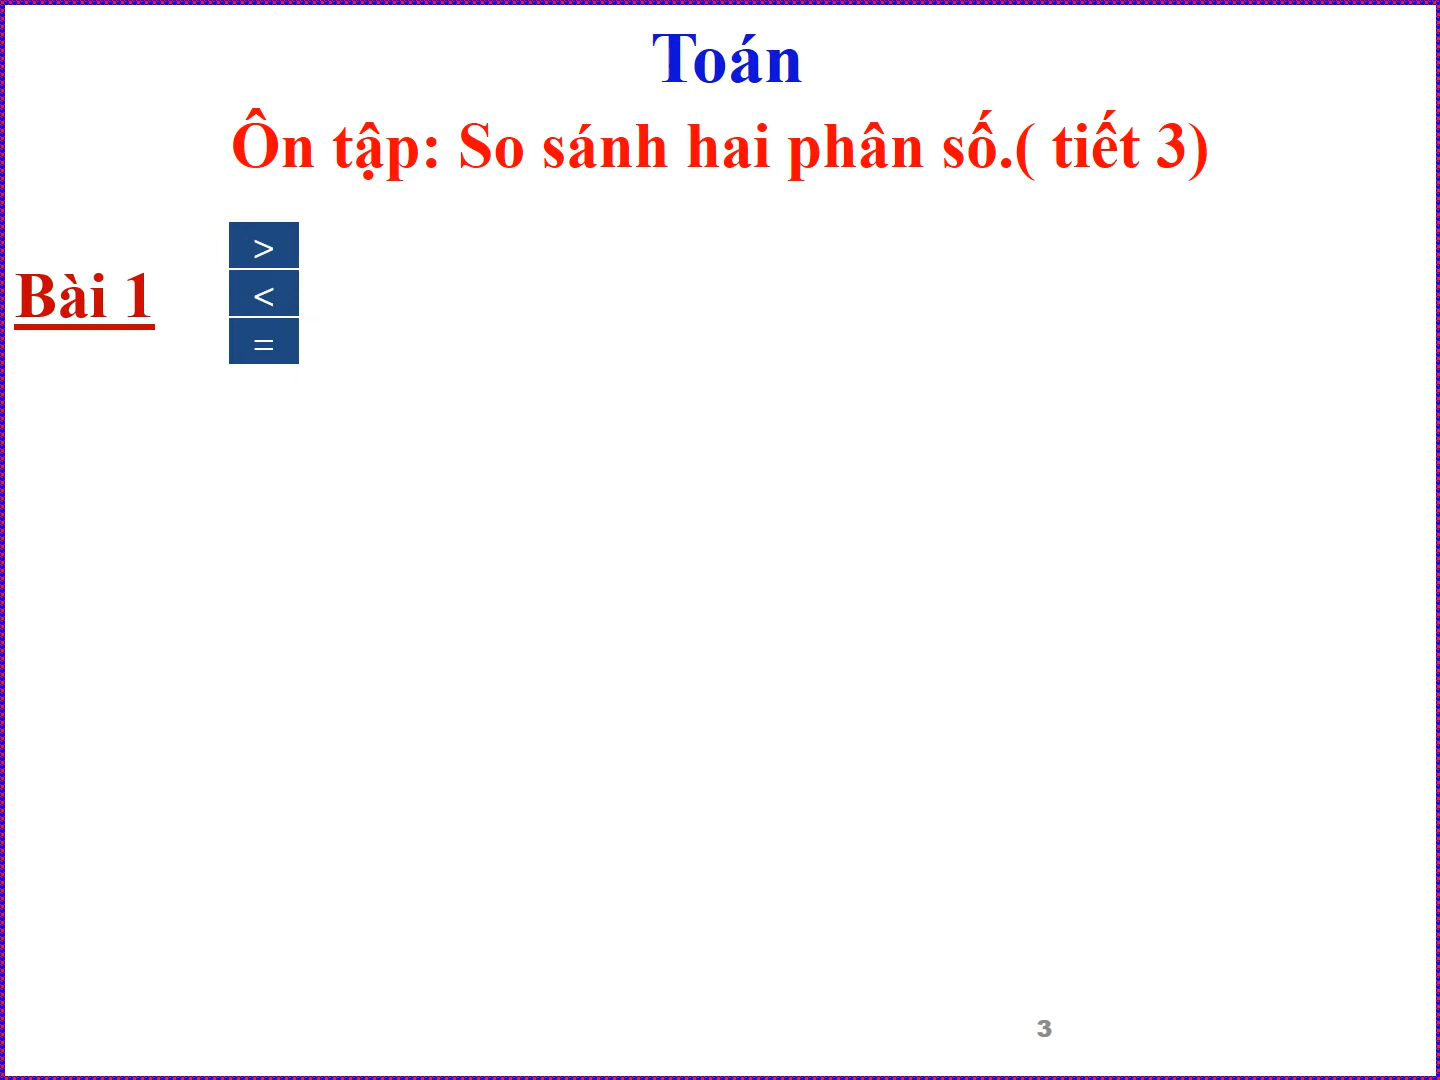 Toán
Ôn tập: So sánh hai phân số.( tiết 3)
Bài 1
>
<
=
3